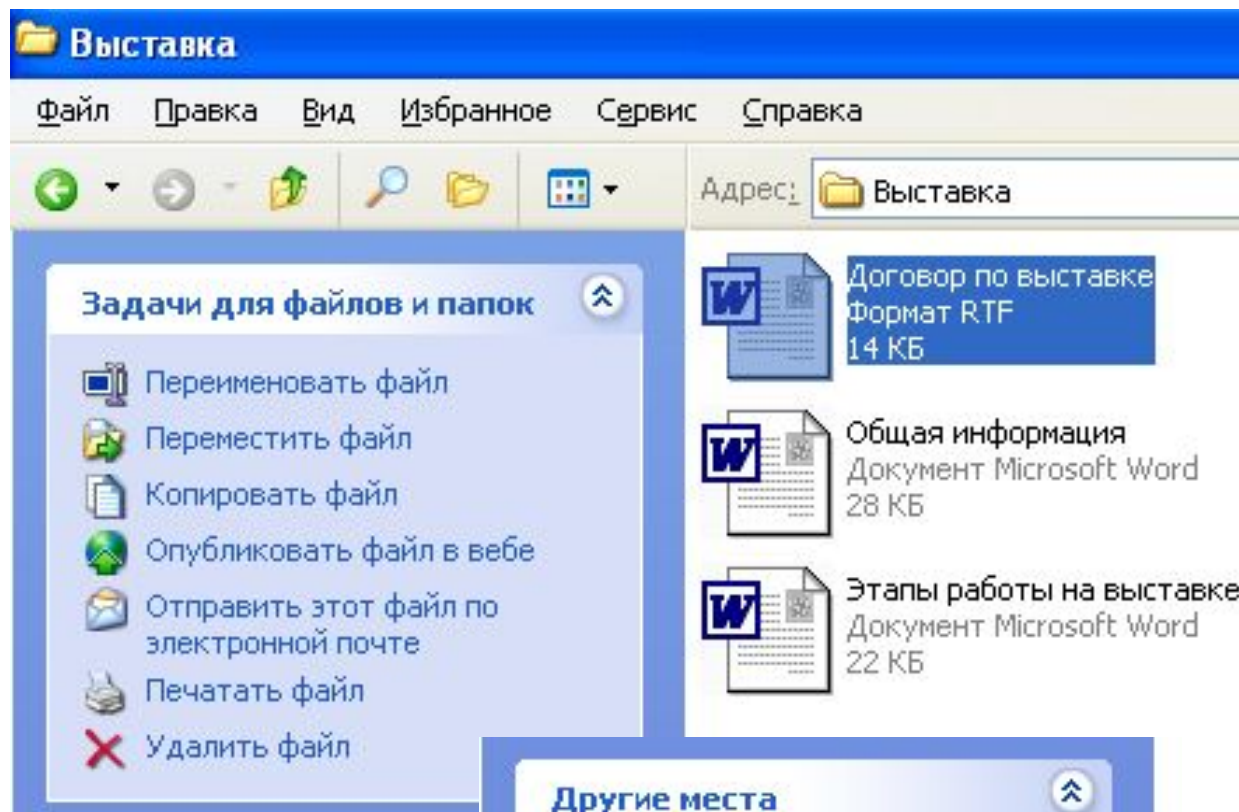 Выставка
Файл Правка Вид Избранное Сервис Справка
Адрес: Выставка
Задачи для файлов и папок
Переименовать файл
Переместить файл
Копировать файл
Опубликовать файл в вебе
Отправить этот файл по
электронной почте
Печатать файл
Удалить файл
Договор по выставке
Формат RTF
14 КБ
Общая информация
Документ Microsoft Word
28 КБ
Этапы работы на выставке
Документ Microsoft Word
22 КБ
Другие места